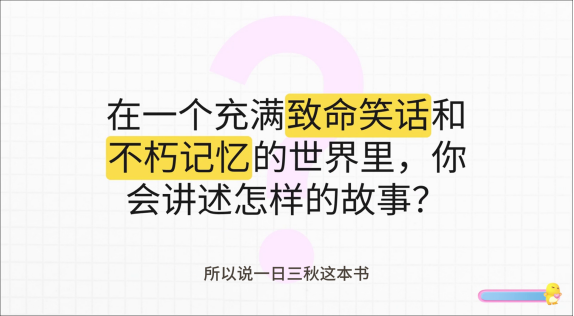 在一个充满致命笑话和
不朽记忆的世界里，你
会讲述怎样的故事？
所以说一日三秋这本书